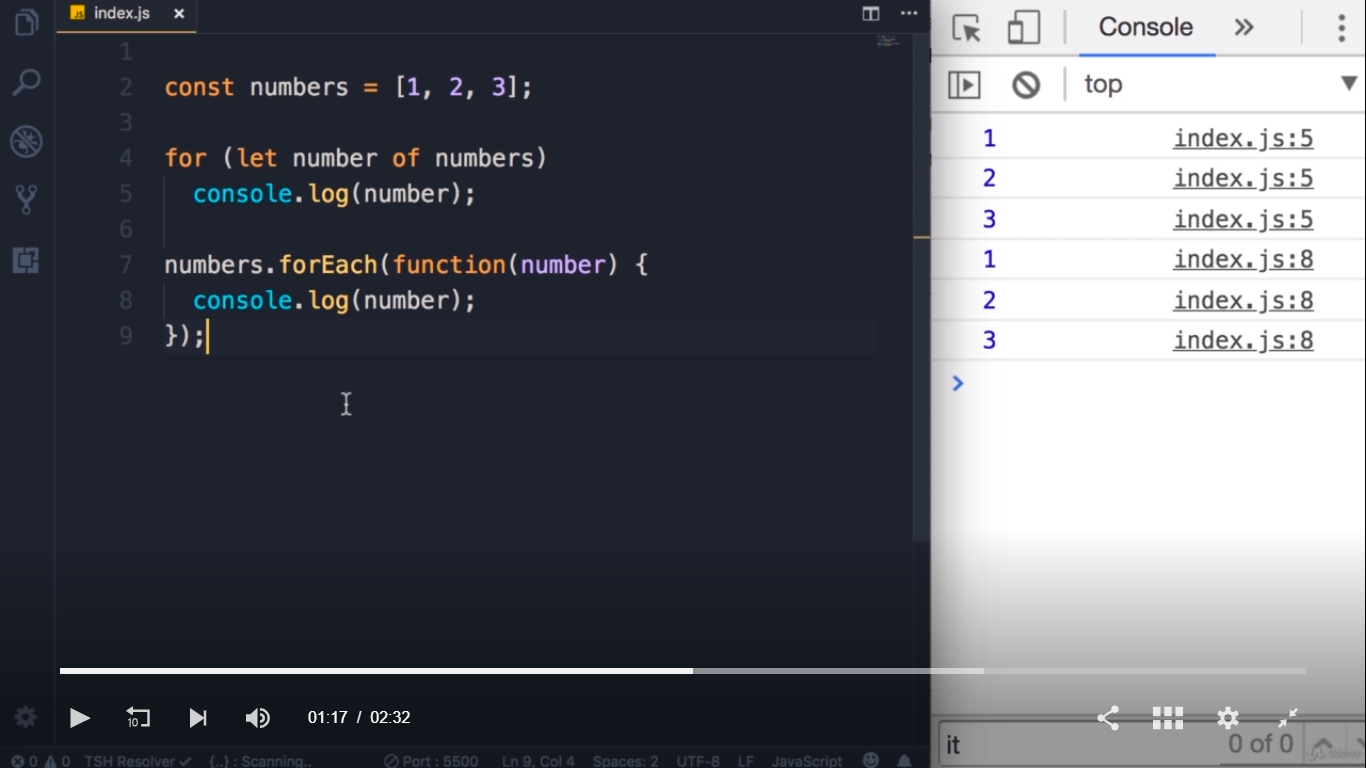 JS index.js ×
1
2 const numbers = [1, 2, 3];
3
4 for (let number of numbers)
5 console.log(number);
6
7 numbers.forEach(function(number) {
8 console.log(number);
9 });
Console
top
1 index.js:5
2 index.js:5
3 index.js:5
1 index.js:8
2 index.js:8
3 index.js:8
10 01:17 / 02:32
it 0 of 0
0 0 TSH Resolver {..} : Scanning.. Port : 5500 Ln 9, Col 4 Spaces: 2 UTF-8 LF JavaScript